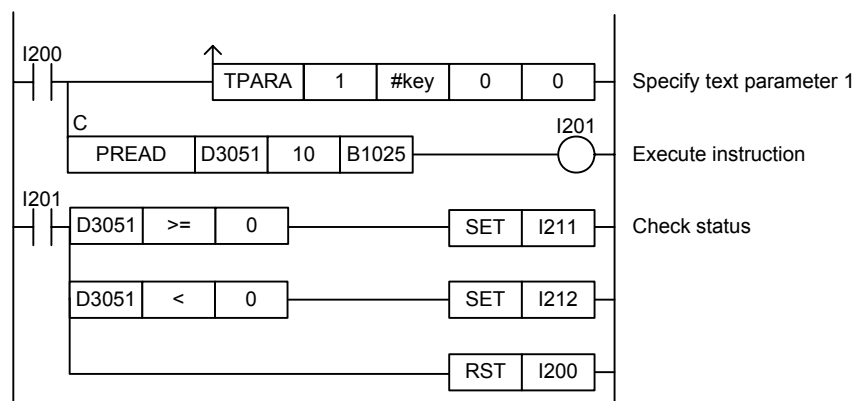 I200
TPARA 1 #key 0 0 Specify text parameter 1
C I201
PREAD D3051 10 B1025 Execute instruction
I201
D3051 >= 0 SET I211 Check status
D3051 < 0 SET I212
RST I200